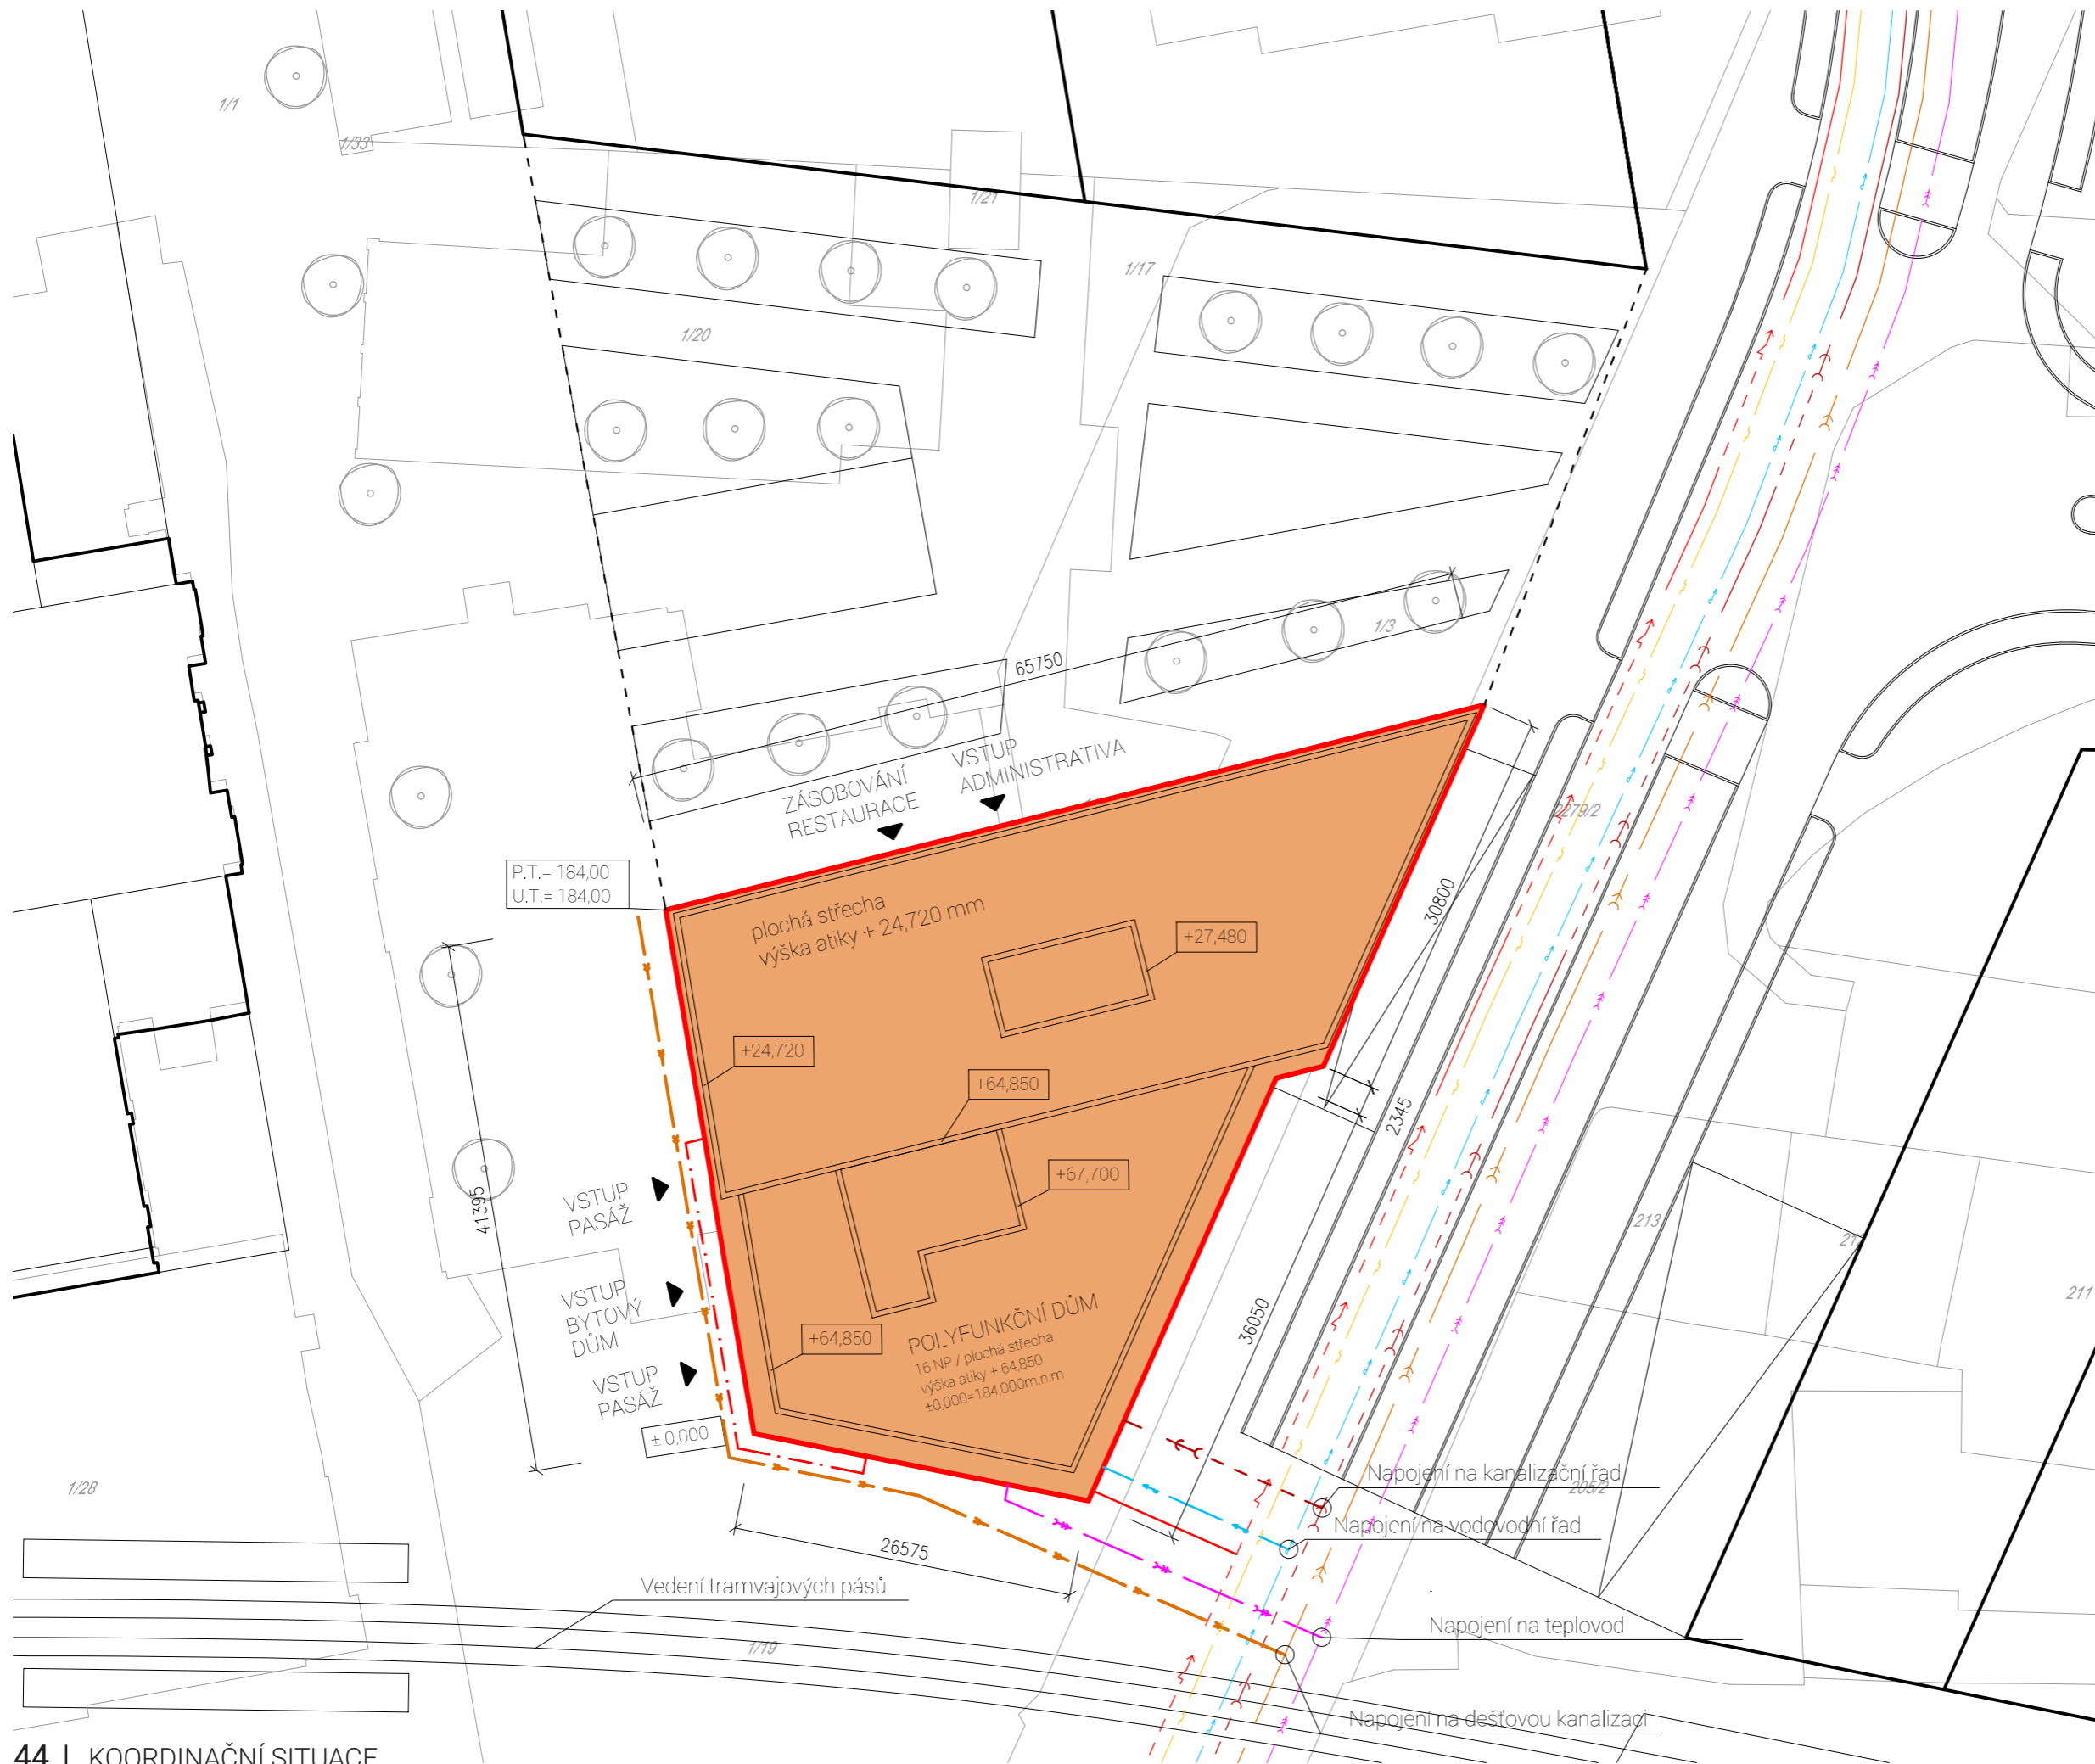 1/1
1/33
1/21
1/17
1/20
1/3
65750
VSTUP
ADMINISTRATIVA
ZÁSOBOVÁNÍ
RESTAURACE
2279/2
P.T.= 184,00
U.T.= 184,00
plochá střecha
výška atiky + 24,720 mm
+27,480
30800
+24,720
+64,850
2345
+67,700
VSTUP
PASÁŽ
41395
213
211
VSTUP
BYTOVÝ
DŮM
+64,850
POLYFUNKČNÍ DŮM
16 NP / plochá střecha
výška atiky + 64,850
±0,000=184,000m.n.m
36050
VSTUP
PASÁŽ
± 0,000
1/28
Napojení na kanalizační řad
205/2
Napojení na vodovodní řad
26575
Vedení tramvajových pásů
Napojení na teplovod
1/19
Napojení na dešťovou kanalizaci
44 | KOORDINAČNÍ SITUACE